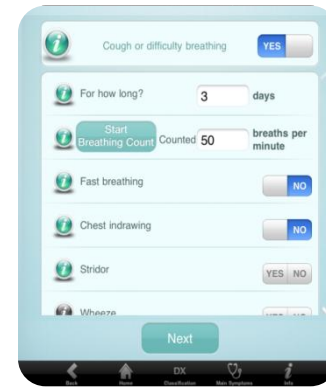 Cough or difficulty breathing YES
For how long? 3 days
Start
Breathing Count Counted 50 breaths per
minute
Fast breathing NO
Chest indrawing NO
Stridor YES NO
Wheeze
Next
DX
Back Home Classification Main Symptoms Info